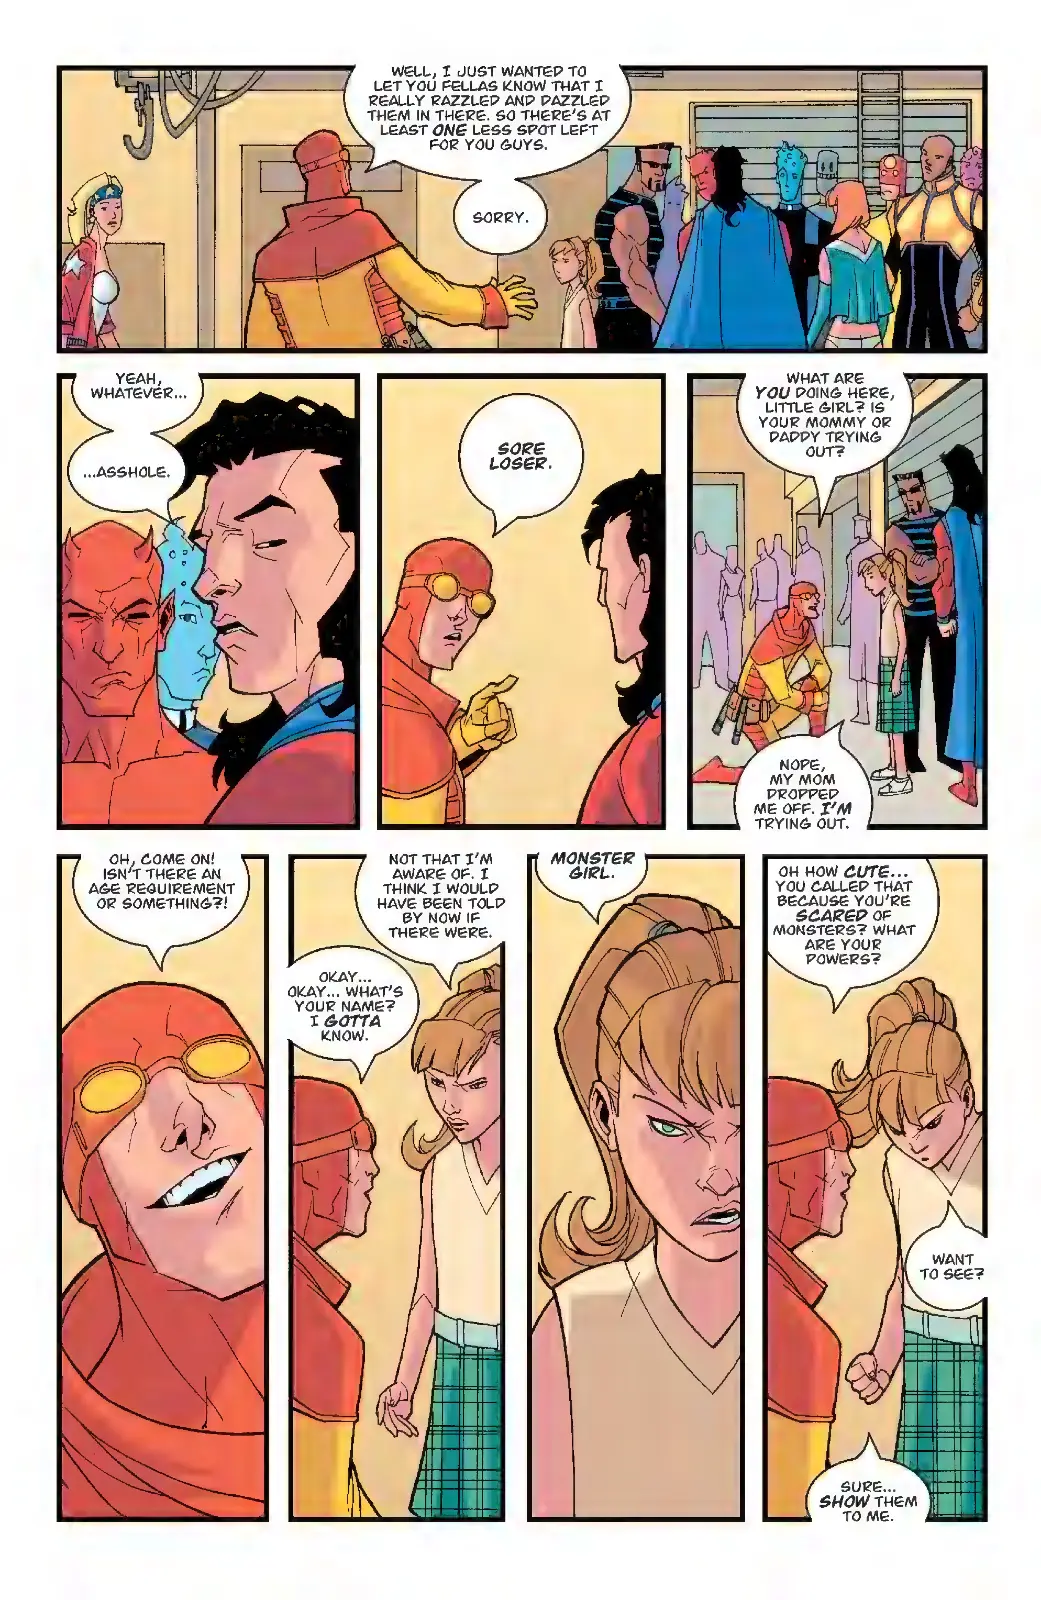 WELL, I JUST WANTED TO
LET YOU FELLAS KNOW THAT I
REALLY RAZZLED AND DAZZLED
THEM IN THERE. SO THERE'S AT
LEAST ONE LESS SPOT LEFT
FOR YOU GUYS.
SORRY.
YEAH,
WHATEVER...
...ASSHOLE.
SORE
LOSER.
WHAT ARE
YOU DOING HERE,
LITTLE GIRL? IS
YOUR MOMMY OR
DADDY TRYING
OUT?
NOPE,
MY MOM
DROPPED
ME OFF. I'M
TRYING OUT.
OH, COME ON!
ISN'T THERE AN
AGE REQUIREMENT
OR SOMETHING?!
NOT THAT I'M
AWARE OF. I
THINK I WOULD
HAVE BEEN TOLD
BY NOW IF
THERE WERE.
OKAY...
OKAY... WHAT'S
YOUR NAME?
I GOTTA
KNOW.
MONSTER
GIRL.
OH HOW CUTE...
YOU CALLED THAT
BECAUSE YOU'RE
SCARED OF
MONSTERS? WHAT
ARE YOUR
POWERS?
WANT
TO SEE?
SURE...
SHOW THEM
TO ME.